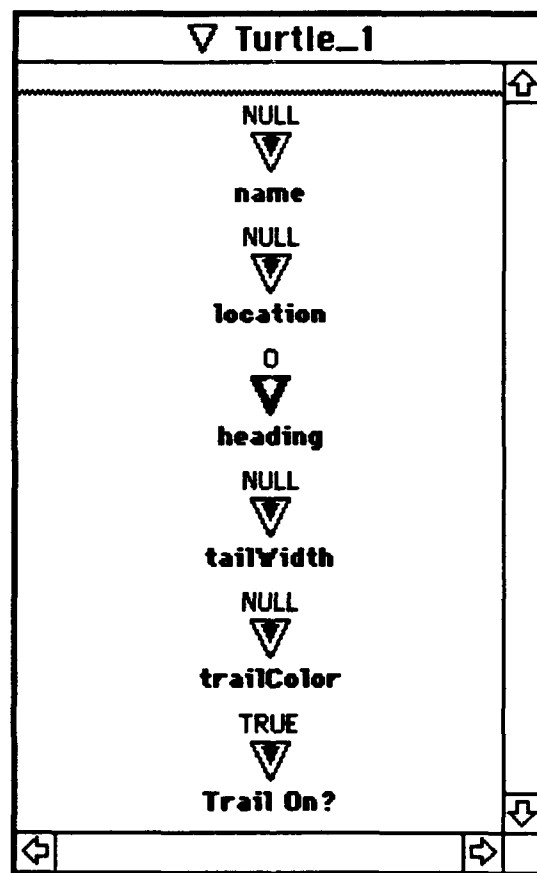 Turtle_1
NULL
name
NULL
location
0
heading
NULL
tailWidth
NULL
trailColor
TRUE
Trail On?